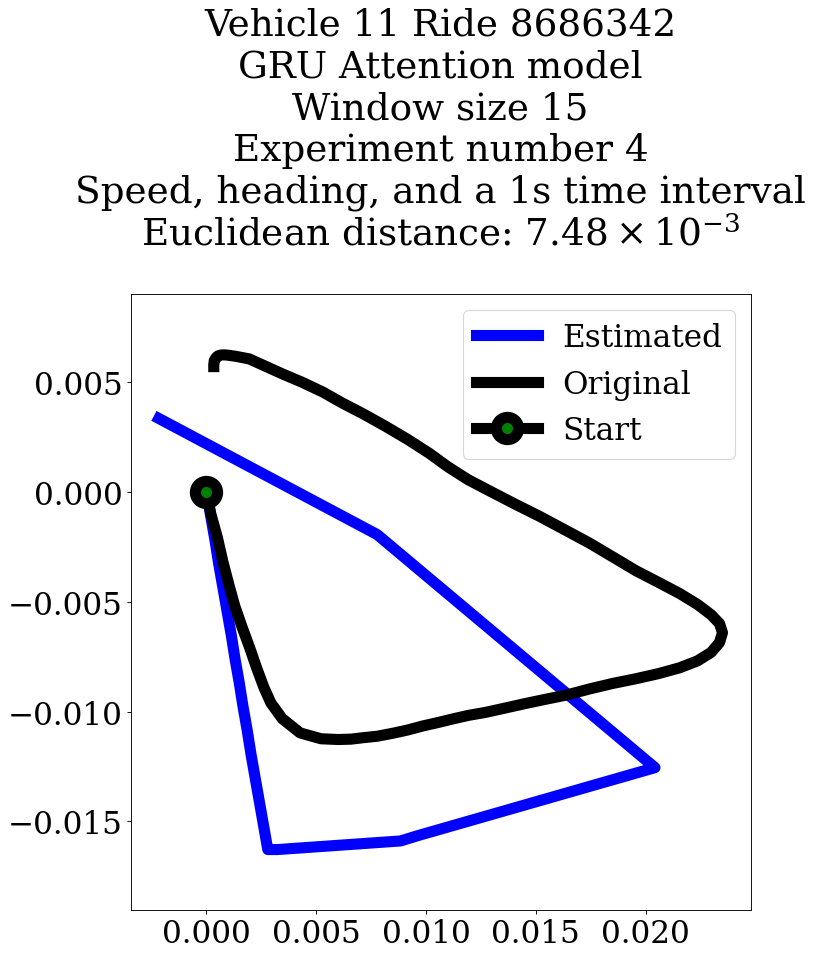 Vehicle 11 Ride 8686342
GRU Attention model
Window size 15
Experiment number 4
Speed, heading, and a 1s time interval
Euclidean distance: 7.48 × 10⁻³
Estimated
Original
Start
0.005
0.000
−0.005
−0.010
−0.015
0.000 0.005 0.010 0.015 0.020